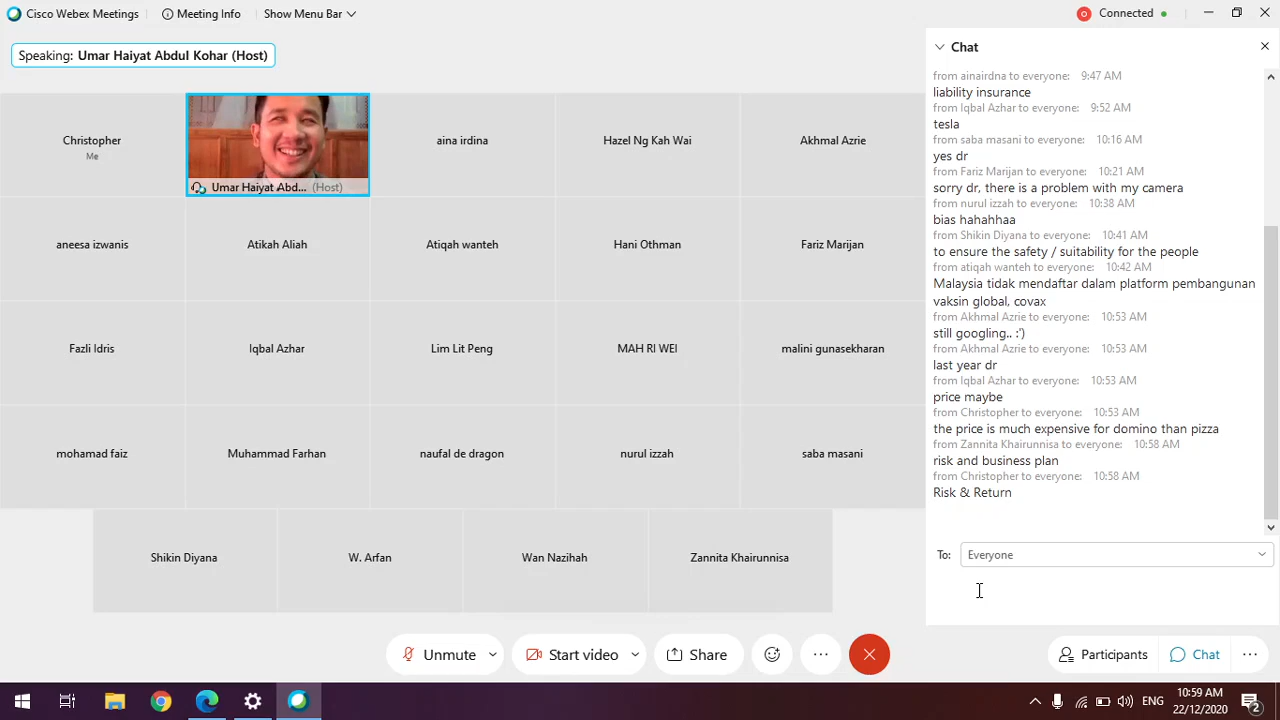 Cisco Webex Meetings
Meeting Info
Show Menu Bar
Connected
Speaking: Umar Haiyat Abdul Kohar (Host)
Christopher
Me
Umar Haiyat Abd... (Host)
aina irdina
Hazel Ng Kah Wai
Akhmal Azrie
aneesa izwanis
Atikah Aliah
Atiqah wanteh
Hani Othman
Fariz Marijan
Fazli Idris
Iqbal Azhar
Lim Lit Peng
MAH RI WEI
malini gunasekharan
mohamad faiz
Muhammad Farhan
naufal de dragon
nurul izzah
saba masani
Shikin Diyana
W. Arfan
Wan Nazihah
Zannita Khairunnisa
Chat
from ainairdna to everyone: 9:47 AM
liability insurance
from Iqbal Azhar to everyone: 9:52 AM
tesla
from saba masani to everyone: 10:16 AM
yes dr
from Fariz Marijan to everyone: 10:21 AM
sorry dr, there is a problem with my camera
from nurul izzah to everyone: 10:38 AM
bias hahahhaa
from Shikin Diyana to everyone: 10:41 AM
to ensure the safety / suitability for the people
from atiqah wanteh to everyone: 10:42 AM
Malaysia tidak mendaftar dalam platform pembangunan
vaksin global, covax
from Akhmal Azrie to everyone: 10:53 AM
still googling.. :')
from Akhmal Azrie to everyone: 10:53 AM
last year dr
from Iqbal Azhar to everyone: 10:53 AM
price maybe
from Christopher to everyone: 10:53 AM
the price is much expensive for domino than pizza
from Zannita Khairunnisa to everyone: 10:58 AM
risk and business plan
from Christopher to everyone: 10:58 AM
Risk & Return
To: Everyone
Unmute
Start video
Share
Participants
Chat
ENG
10:59 AM
22/12/2020
2